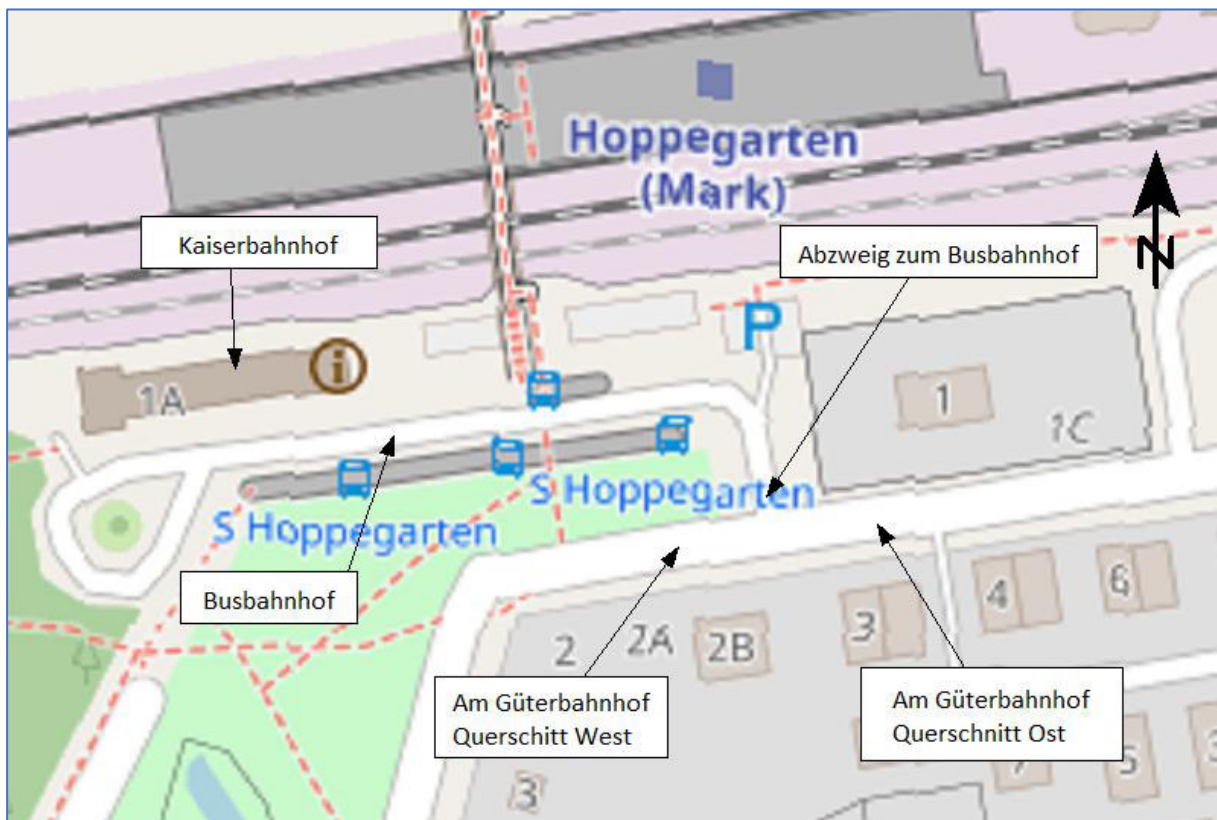 Hoppegarten
(Mark)
N
Kaiserbahnhof
Abzweig zum Busbahnhof
P
i
1A
1
1C
S Hoppegarten
S Hoppegarten
Busbahnhof
2
2A
2B
3
4
6
Am Güterbahnhof
Querschitt West
Am Güterbahnhof
Querschnitt Ost
3
5